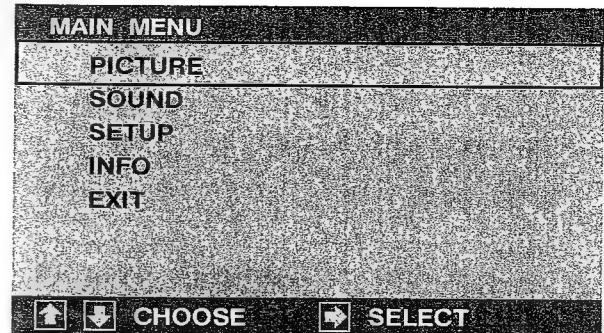 MAIN MENU
PICTURE
SOUND
SETUP
INFO
EXIT
CHOOSE SELECT